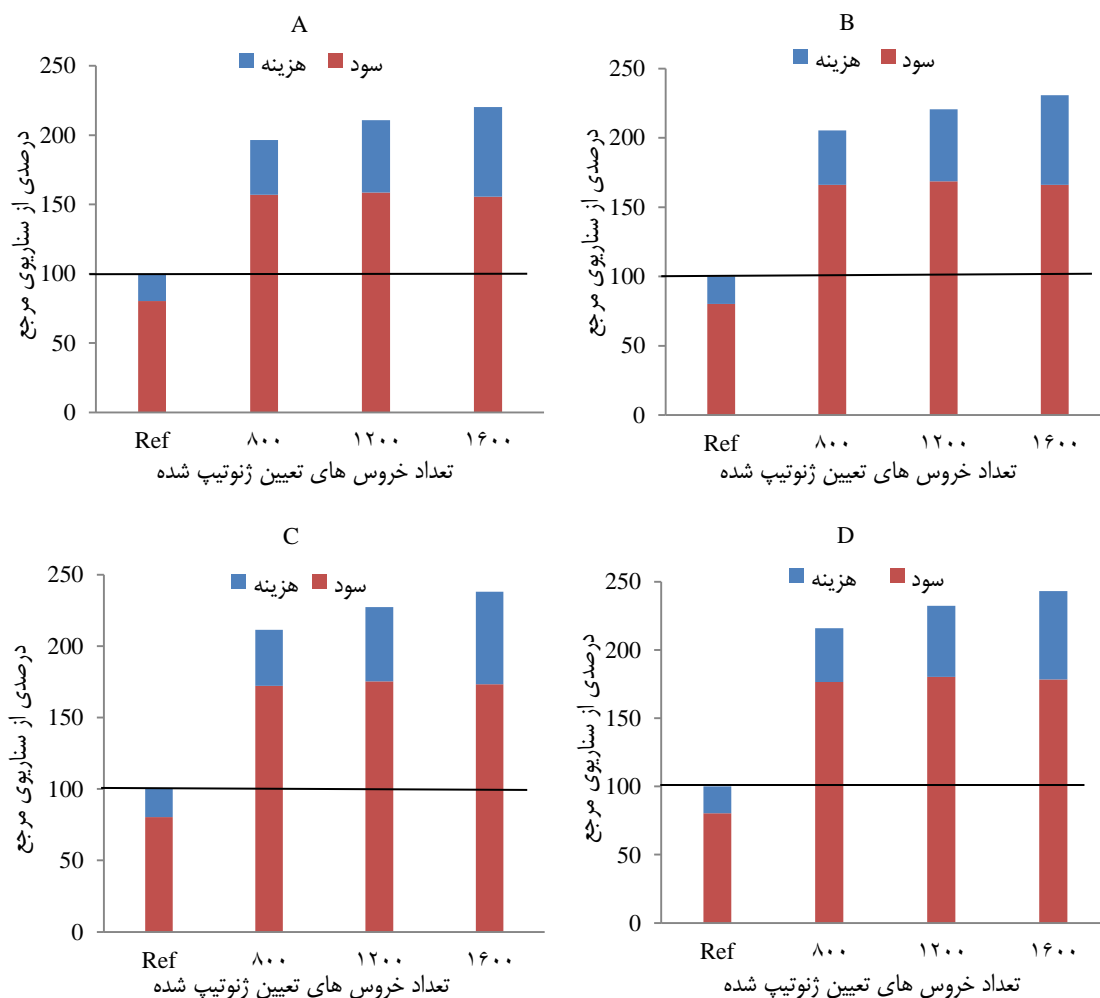 A
هزینه سود
درصدی از سناریوی مرجع
250
200
150
100
50
0
Ref ۸۰۰ ۱۲۰۰ ۱۶۰۰
تعداد خروس های تعیین ژنوتیپ شده
B
هزینه سود
درصدی از سناریوی مرجع
250
200
150
100
50
0
Ref ۸۰۰ ۱۲۰۰ ۱۶۰۰
تعداد خروس های تعیین ژنوتیپ شده
C
هزینه سود
درصدی از سناریوی مرجع
250
200
150
100
50
0
Ref ۸۰۰ ۱۲۰۰ ۱۶۰۰
تعداد خروس های تعیین ژنوتیپ شده
D
هزینه سود
درصدی از سناریوی مرجع
250
200
150
100
50
0
Ref ۸۰۰ ۱۲۰۰ ۱۶۰۰
تعداد خروس های تعیین ژنوتیپ شده